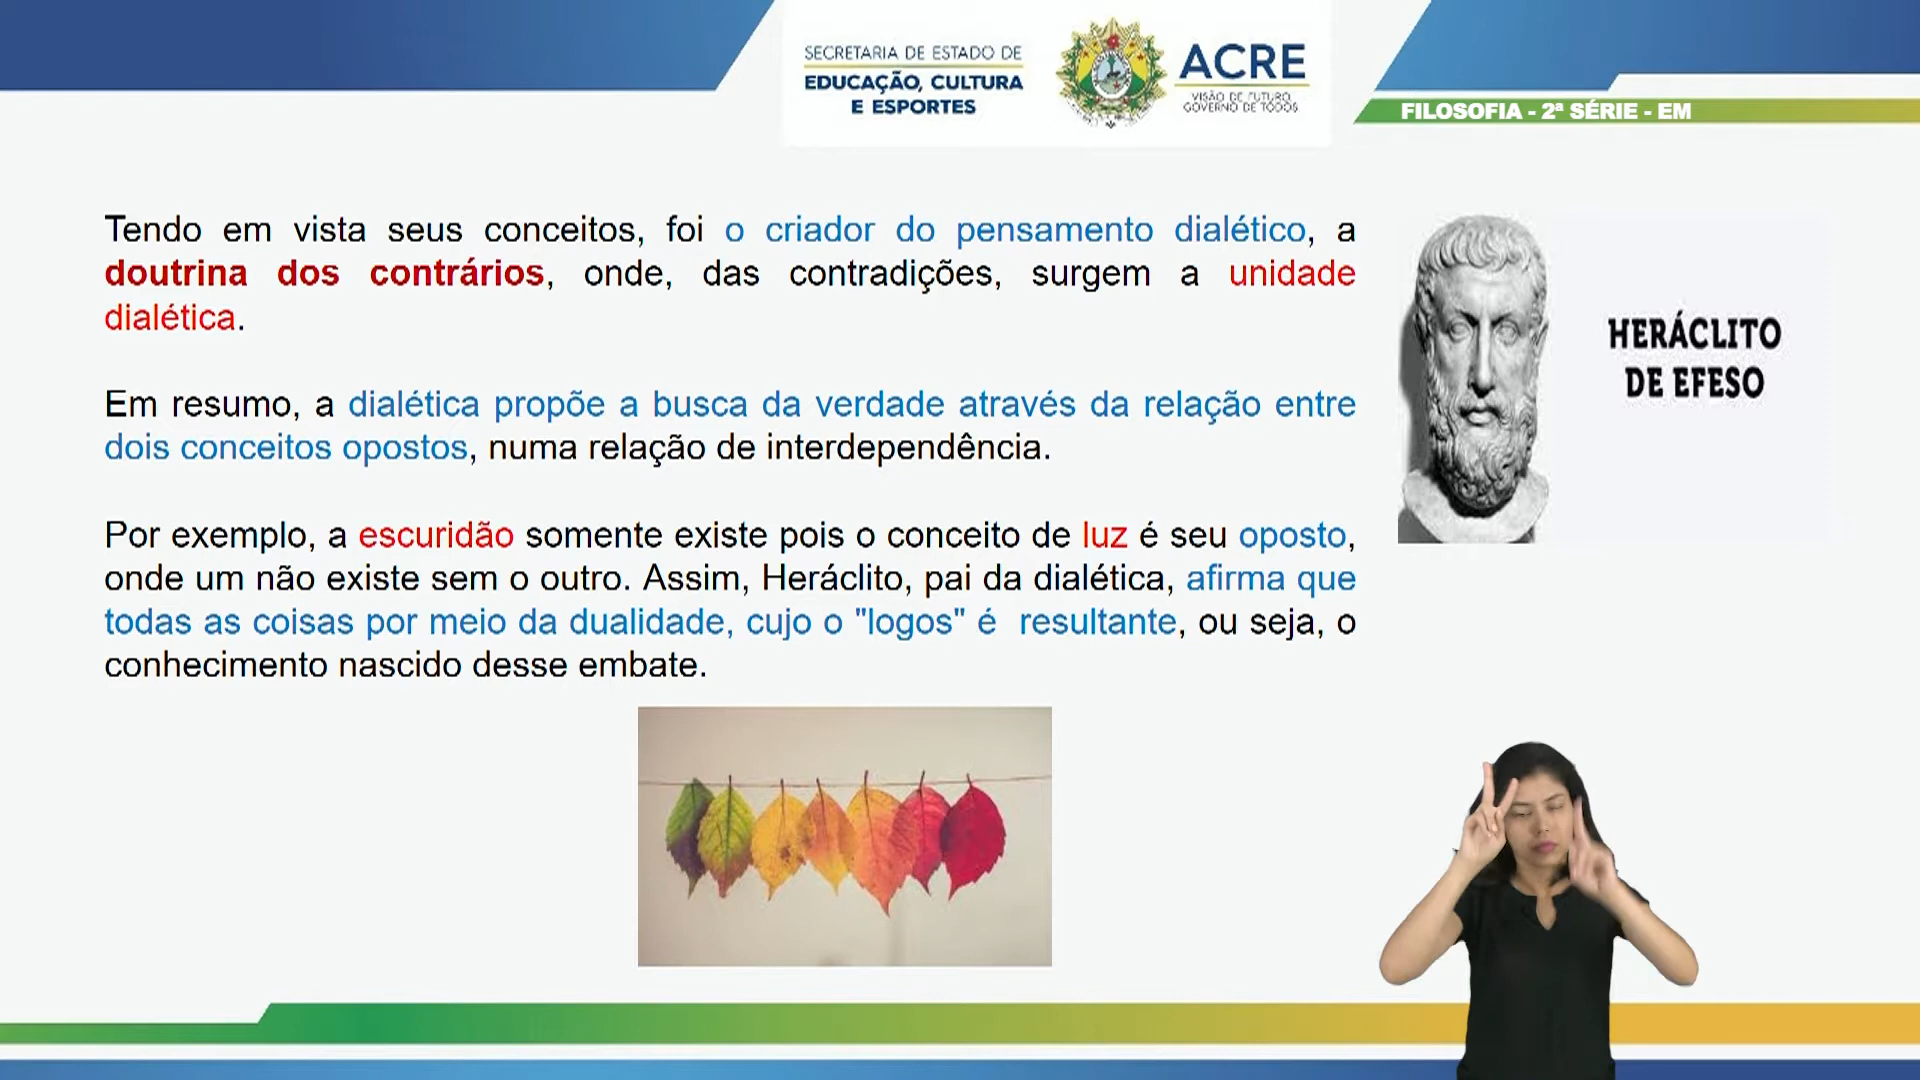 SECRETARIA DE ESTADO DE
EDUCAÇÃO, CULTURA
E ESPORTES
ACRE
VISÃO DE FUTURO,
GOVERNO DE TODOS
FILOSOFIA - 2ª SÉRIE - EM
Tendo em vista seus conceitos, foi o criador do pensamento dialético, a
doutrina dos contrários, onde, das contradições, surgem a unidade
dialética.
HERÁCLITO
DE EFESO
Em resumo, a dialética propõe a busca da verdade através da relação entre
dois conceitos opostos, numa relação de interdependência.
Por exemplo, a escuridão somente existe pois o conceito de luz é seu oposto,
onde um não existe sem o outro. Assim, Heráclito, pai da dialética, afirma que
todas as coisas por meio da dualidade, cujo o "logos" é resultante, ou seja, o
conhecimento nascido desse embate.